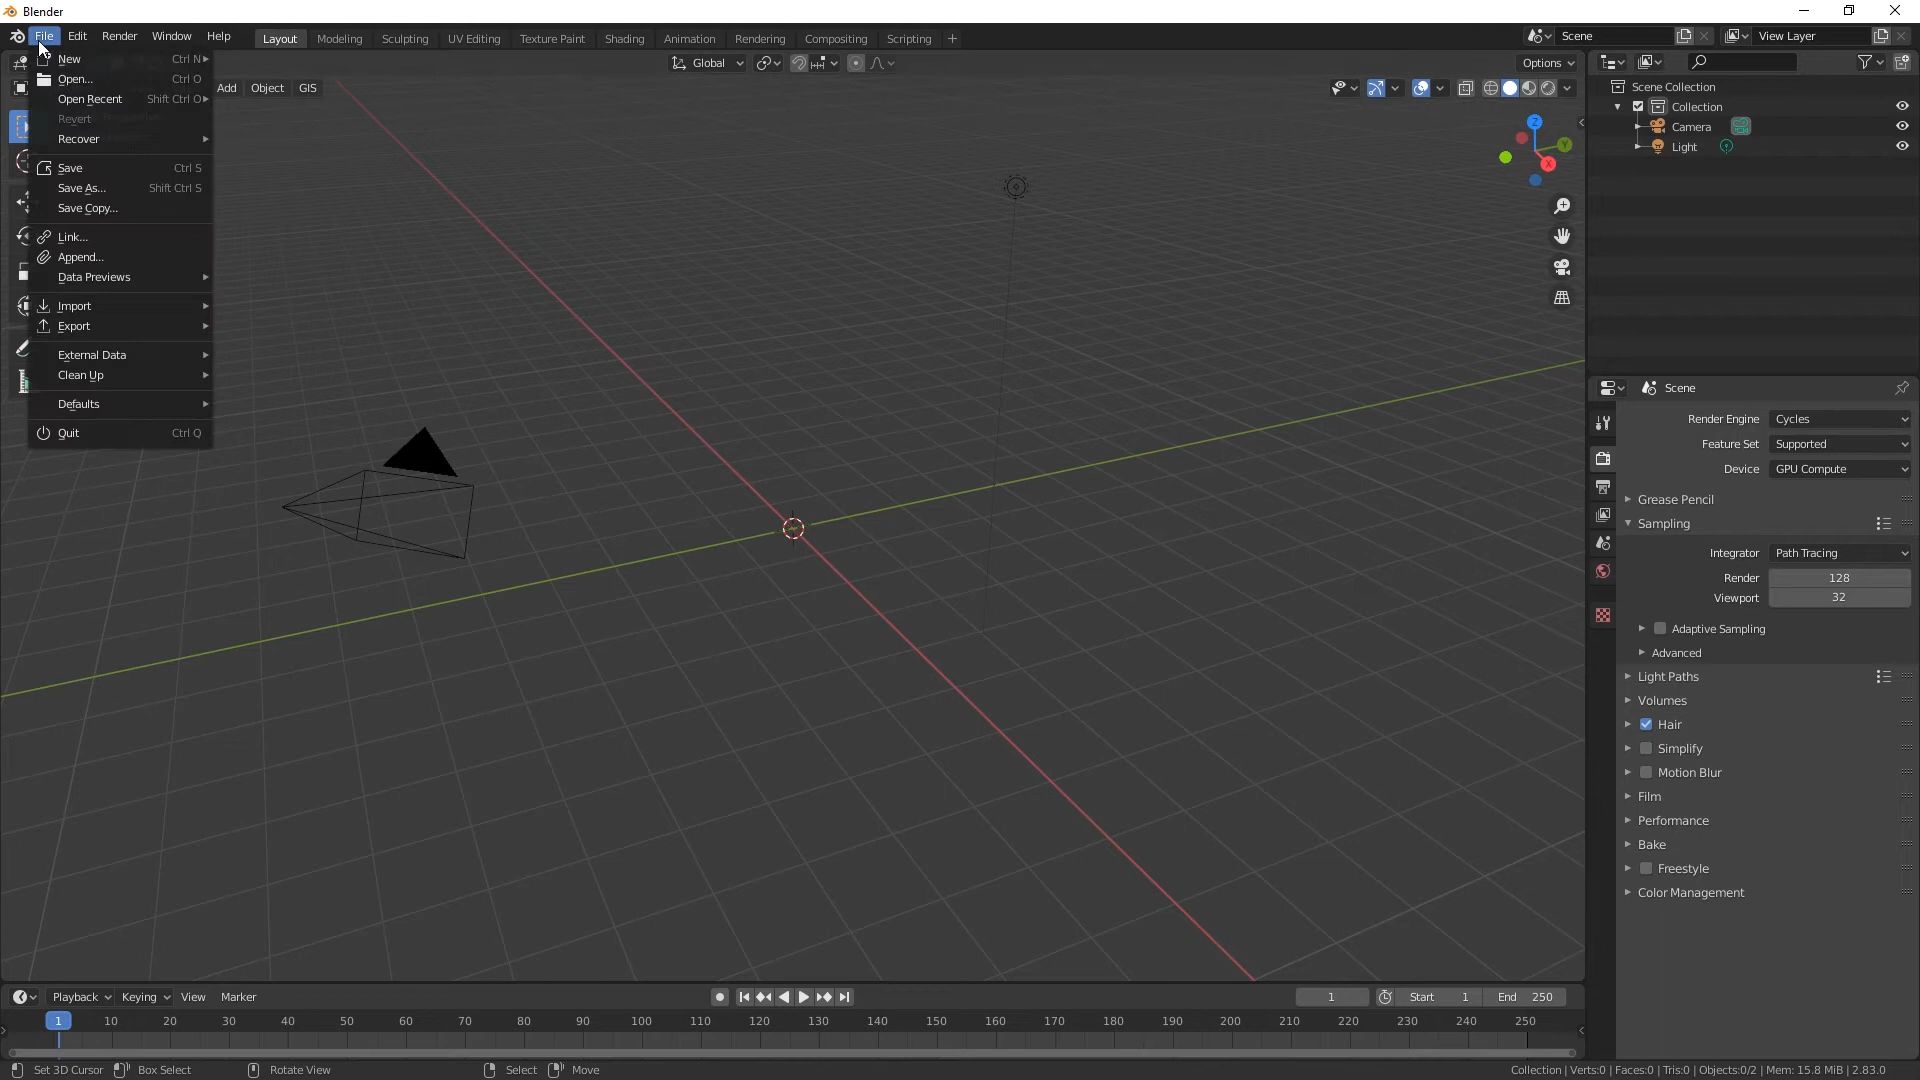 Blender
File Edit Render Window Help Layout Modeling Sculpting UV Editing Texture Paint Shading Animation Rendering Compositing Scripting + Scene View Layer
New Ctrl N
Open... Ctrl O
Open Recent Shift Ctrl O
Revert
Recover
Save Ctrl S
Save As... Shift Ctrl S
Save Copy...
Link...
Append...
Data Previews
Import
Export
External Data
Clean Up
Defaults
Quit Ctrl Q
Global Options
Add Object GIS
Z
Y
X
Scene Collection
Collection
Camera
Light
Scene
Render Engine Cycles
Feature Set Supported
Device GPU Compute
Grease Pencil
Sampling
Integrator Path Tracing
Render 128
Viewport 32
Adaptive Sampling
Advanced
Light Paths
Volumes
Hair
Simplify
Motion Blur
Film
Performance
Bake
Freestyle
Color Management
Playback Keying View Marker 1 Start 1 End 250
1 10 20 30 40 50 60 70 80 90 100 110 120 130 140 150 160 170 180 190 200 210 220 230 240 250
Set 3D Cursor Box Select Rotate View Select Move Collection | Verts:0 | Faces:0 | Tris:0 | Objects:0/2 | Mem: 15.8 MiB | 2.83.0